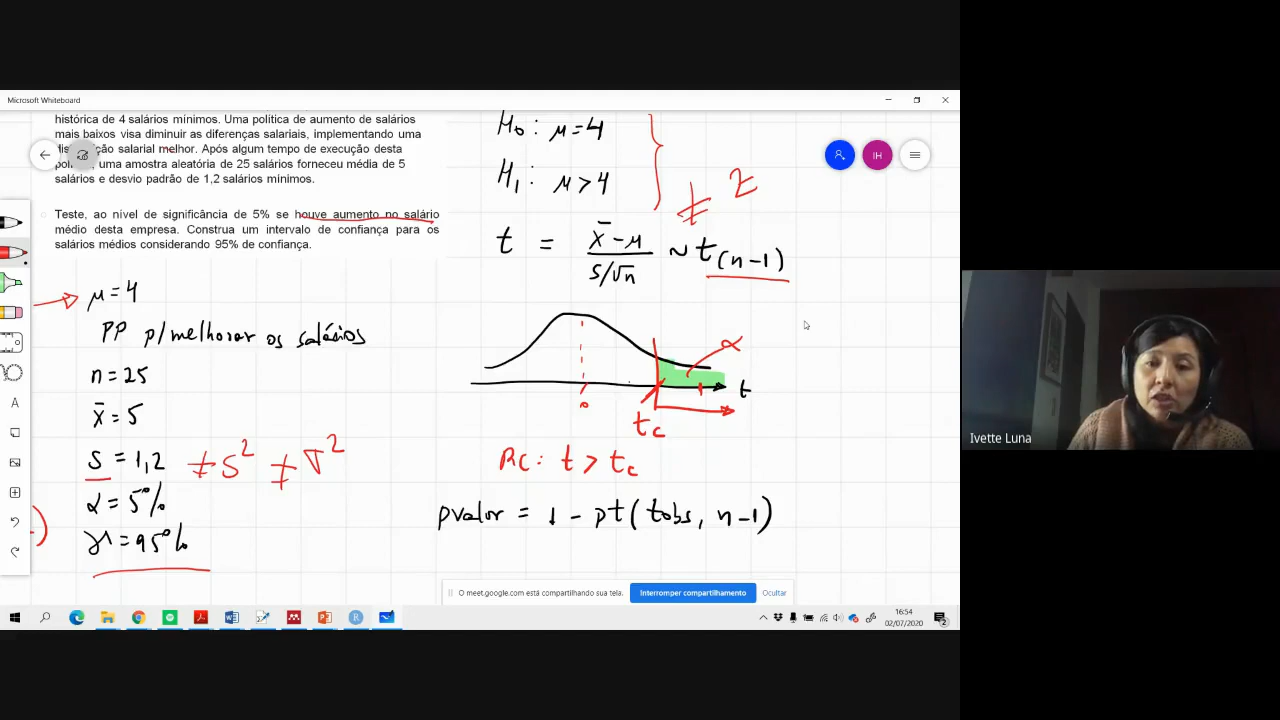 Microsoft Whiteboard
histórica de 4 salários mínimos. Uma política de aumento de salários
mais baixos visa diminuir as diferenças salariais, implementando uma
salarial melhor. Após algum tempo de execução desta
uma amostra aleatória de 25 salários forneceu média de 5
salários e desvio padrão de 1,2 salários mínimos.
Teste, ao nível de significância de 5% se houve aumento no salário
médio desta empresa. Construa um intervalo de confiança para os
salários médios considerando 95% de confiança.
μ = 4
PP p/melhorar os salários
n = 25
x̄ = 5
S = 1,2 ≠ S² ≠ σ²
α = 5%
γ = 95%
H₀ : μ = 4
H₁ : μ > 4
≠ Z
t = x̄ - μ / S/√n ~ t(n-1)
α
t
0
tc
RC: t > tc
pvalor = 1 - pt(tobs, n-1)
IH
A
Ivette Luna
O meet.google.com está compartilhando sua tela.
Interromper compartilhamento
Ocultar
16:54
02/07/2020
2